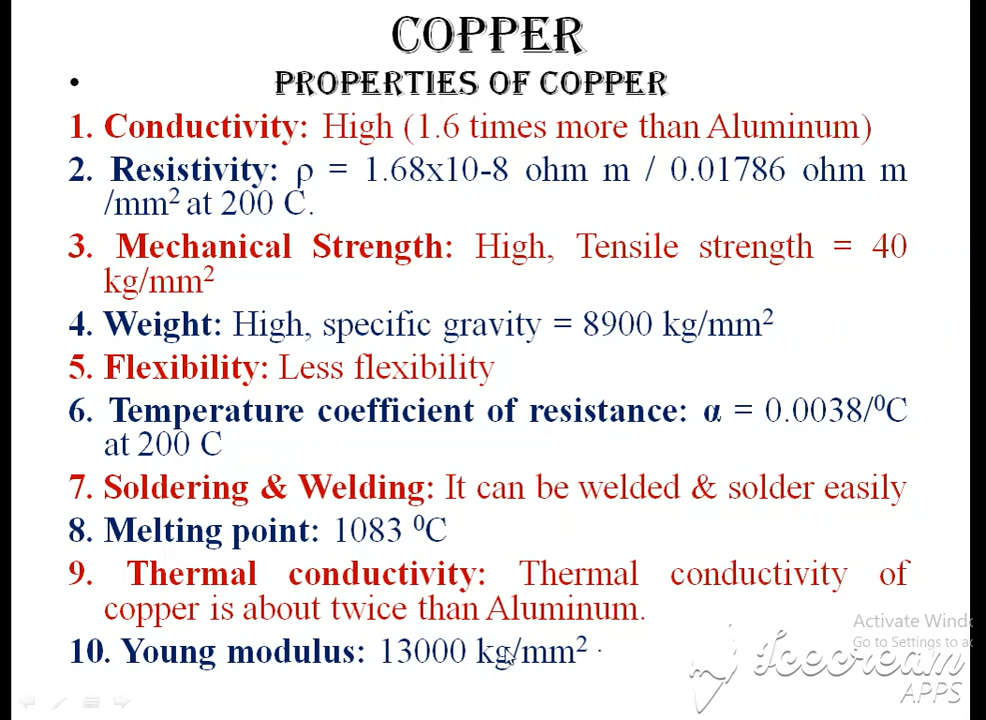 COPPER
• PROPERTIES OF COPPER
1. Conductivity: High (1.6 times more than Aluminum)
2. Resistivity: ρ = 1.68x10-8 ohm m / 0.01786 ohm m
/mm² at 200 C.
3. Mechanical Strength: High, Tensile strength = 40
kg/mm²
4. Weight: High, specific gravity = 8900 kg/mm²
5. Flexibility: Less flexibility
6. Temperature coefficient of resistance: α = 0.0038/⁰C
at 200 C
7. Soldering & Welding: It can be welded & solder easily
8. Melting point: 1083 ⁰C
9. Thermal conductivity: Thermal conductivity of
copper is about twice than Aluminum.
10. Young modulus: 13000 kg/mm² .
Activate Wind
Go to Settings to a
Icecream
APPS